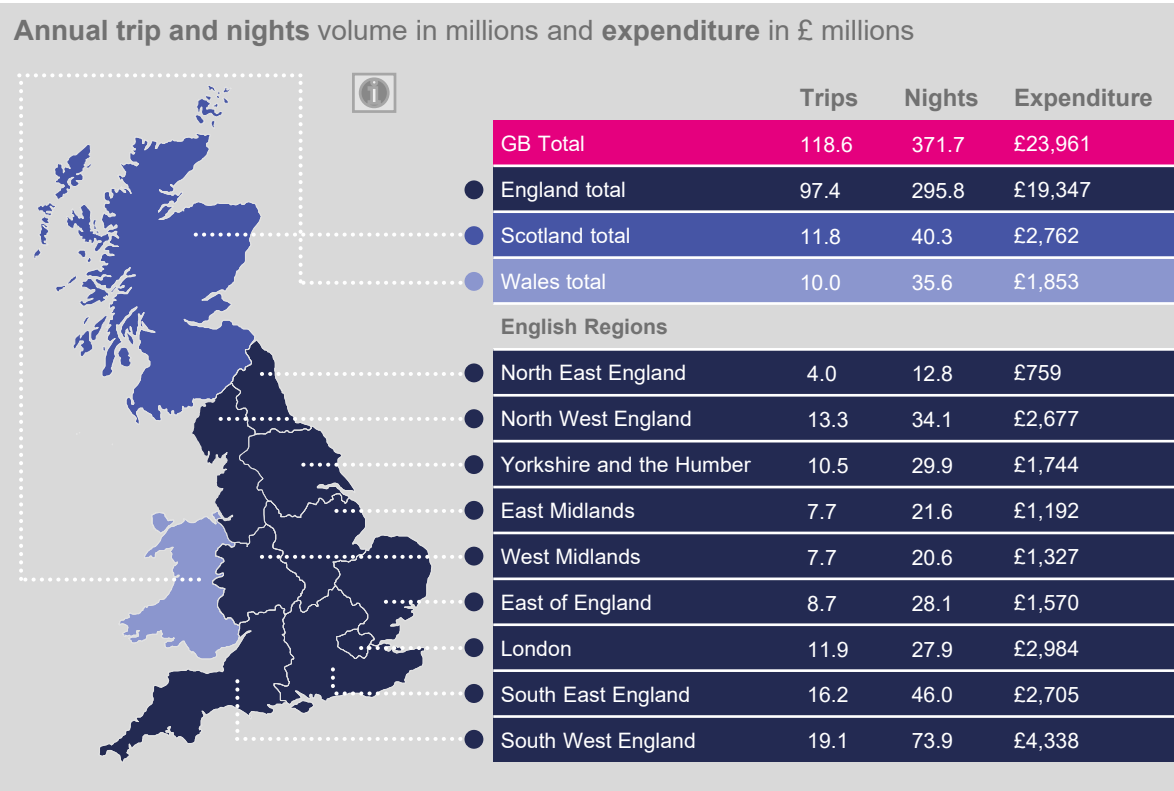 Annual trip and nights volume in millions and expenditure in £ millions
i
Trips Nights Expenditure
GB Total 118.6 371.7 £23,961
England total 97.4 295.8 £19,347
Scotland total 11.8 40.3 £2,762
Wales total 10.0 35.6 £1,853
English Regions
North East England 4.0 12.8 £759
North West England 13.3 34.1 £2,677
Yorkshire and the Humber 10.5 29.9 £1,744
East Midlands 7.7 21.6 £1,192
West Midlands 7.7 20.6 £1,327
East of England 8.7 28.1 £1,570
London 11.9 27.9 £2,984
South East England 16.2 46.0 £2,705
South West England 19.1 73.9 £4,338